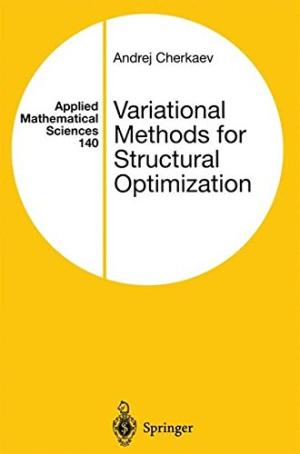 Andrej Cherkaev
Applied
Mathematical
Sciences
140
Variational
Methods for
Structural
Optimization
Springer